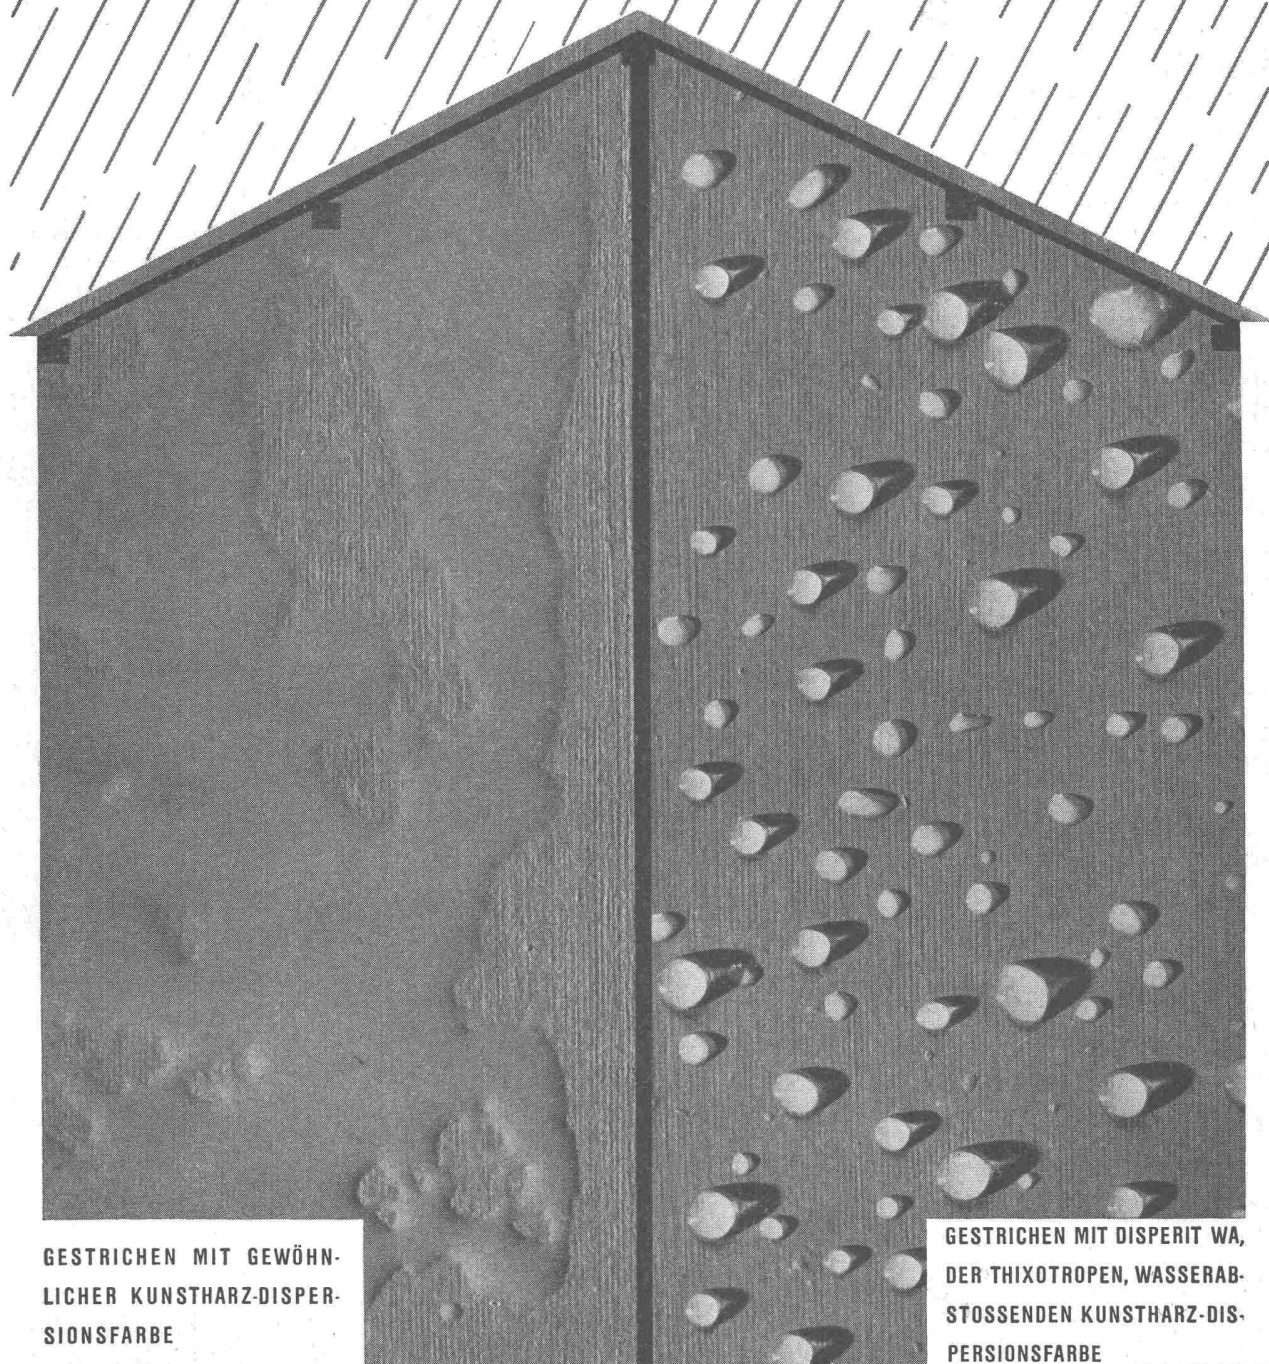 GESTRICHEN MIT GEWÖHN-
LICHER KUNSTHARZ-DISPER-
SIONSFARBE
GESTRICHEN MIT DISPERIT WA,
DER THIXOTROPEN, WASSERAB-
STOSSENDEN KUNSTHARZ-DIS-
PERSIONSFARBE